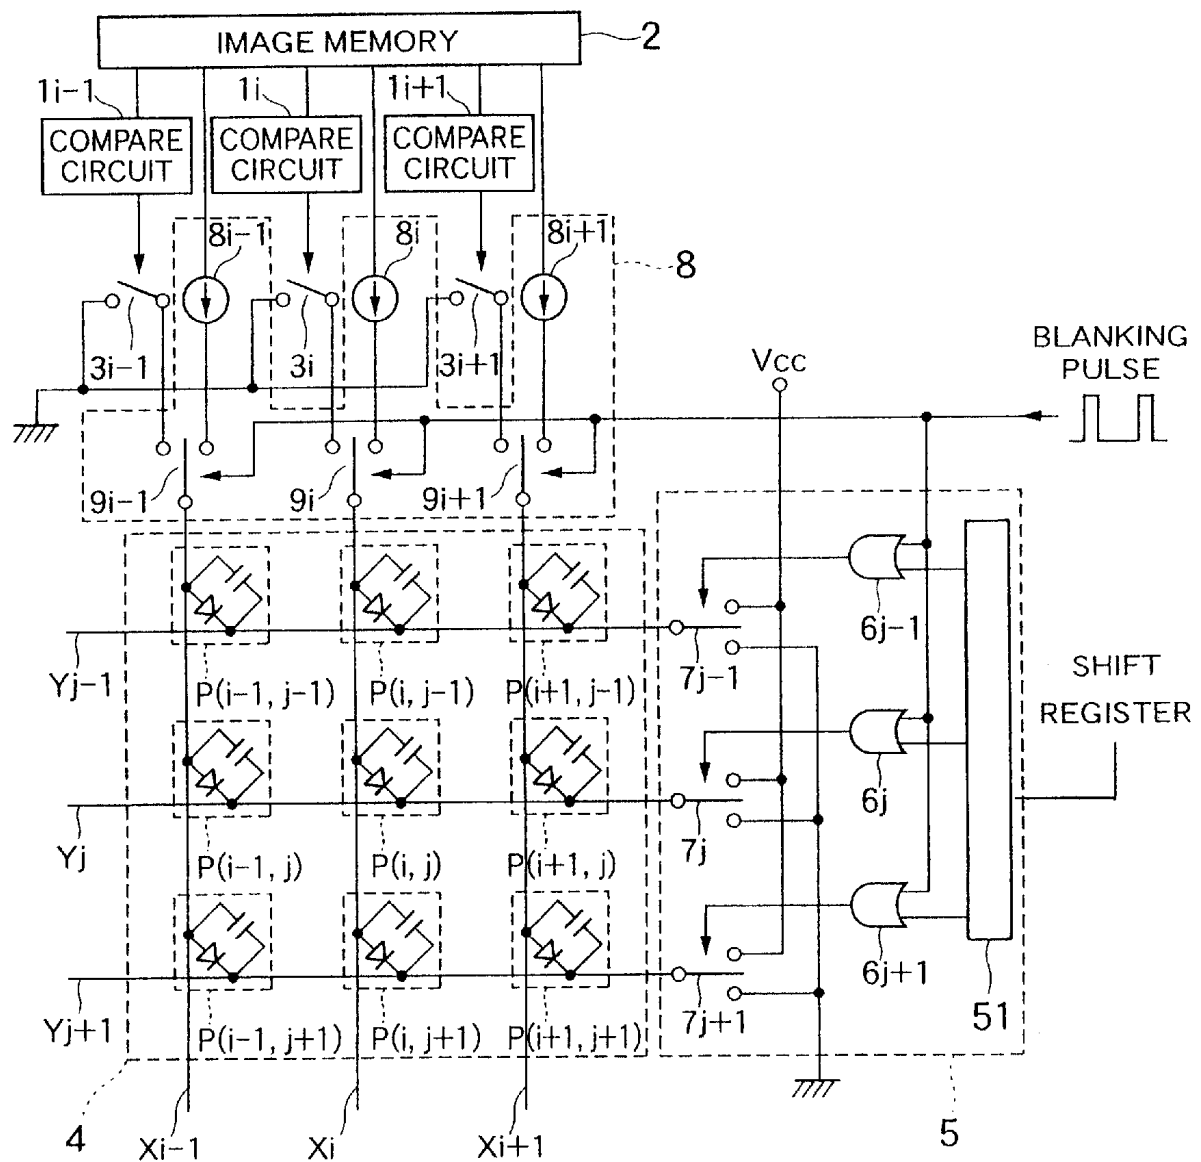 IMAGE MEMORY
2
1i-1
1i
1i+1
COMPARE
CIRCUIT
COMPARE
CIRCUIT
COMPARE
CIRCUIT
8i-1
8i
8i+1
8
3i-1
3i
3i+1
VCC
BLANKING
PULSE
9i-1
9i
9i+1
6j-1
Yj-1
P(i-1, j-1)
P(i, j-1)
P(i+1, j-1)
7j-1
SHIFT
REGISTER
6j
Yj
P(i-1, j)
P(i, j)
P(i+1, j)
7j
6j+1
Yj+1
P(i-1, j+1)
P(i, j+1)
P(i+1, j+1)
7j+1
51
4
Xi-1
Xi
Xi+1
5